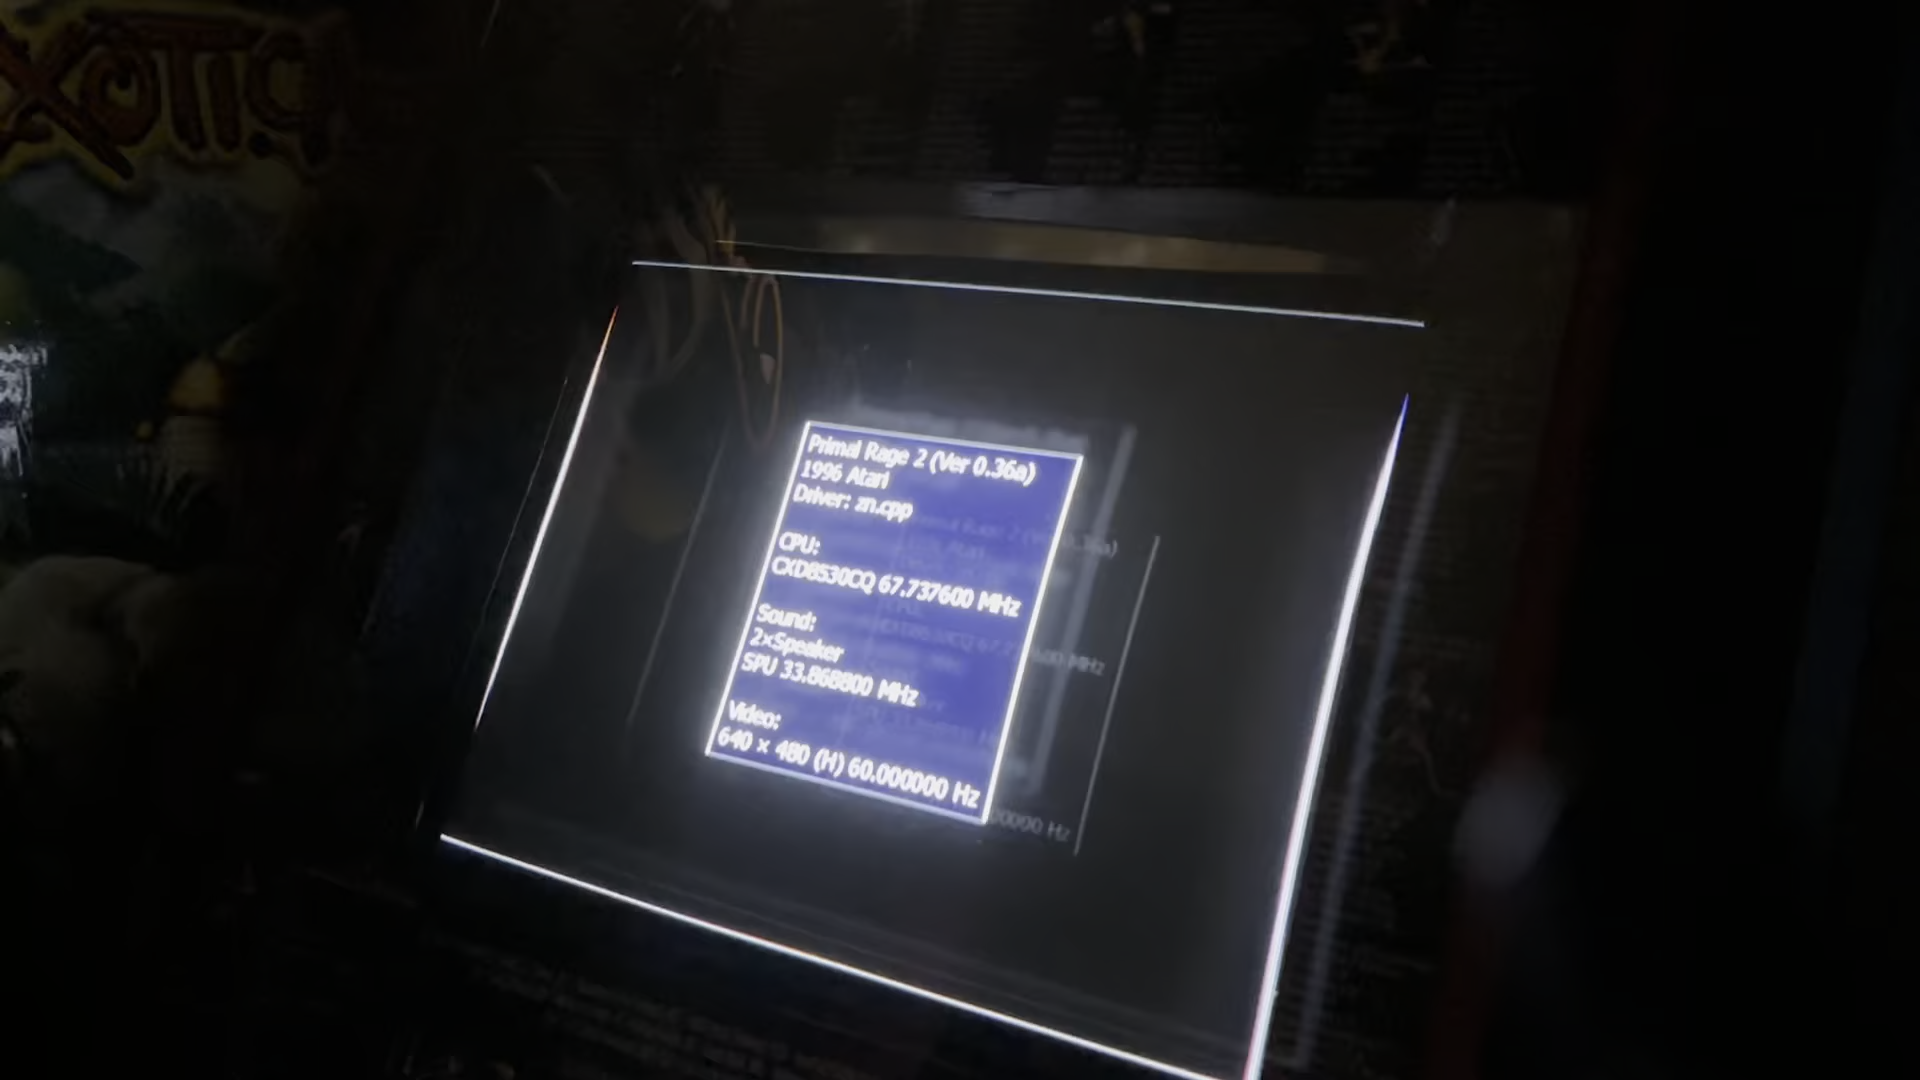 Primal Rage 2 (Ver 0.36a)
1996 Atari
Driver: zn.cpp
CPU:
CXD8530CQ 67.737600 MHz
Sound:
2×Speaker
SPU 33.868800 MHz
Video:
640 × 480 (H) 60.000000 Hz